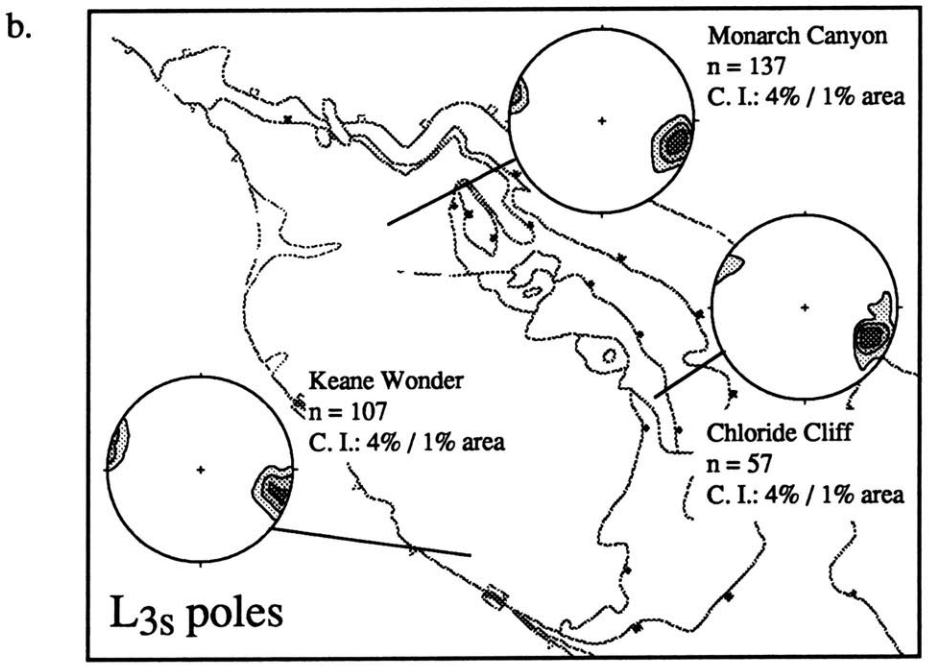 b.
Monarch Canyon
n = 137
C. I.: 4% / 1% area
Keane Wonder
n = 107
C. I.: 4% / 1% area
Chloride Cliff
n = 57
C. I.: 4% / 1% area
L3s poles